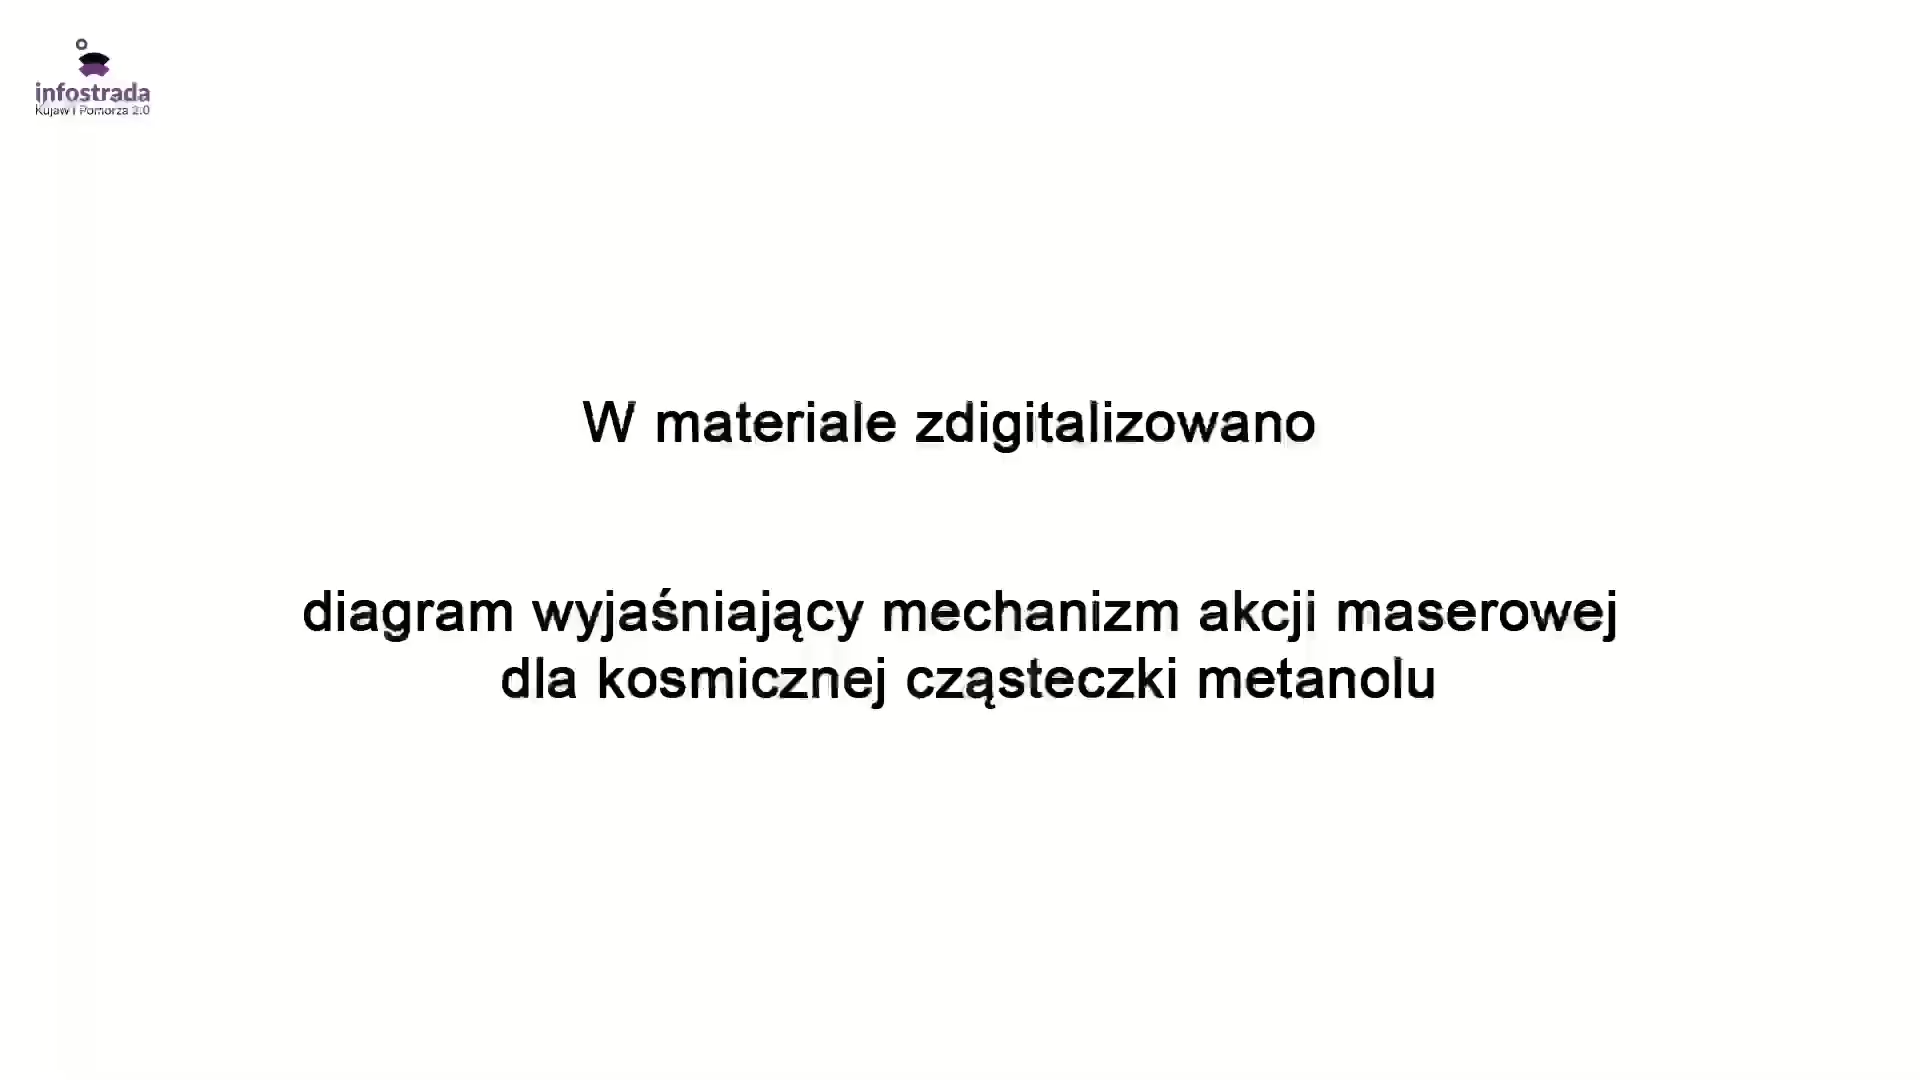 infostrada
Kujaw i Pomorza 2.0
W materiale zdigitalizowano
diagram wyjaśniający mechanizm akcji maserowej
dla kosmicznej cząsteczki metanolu